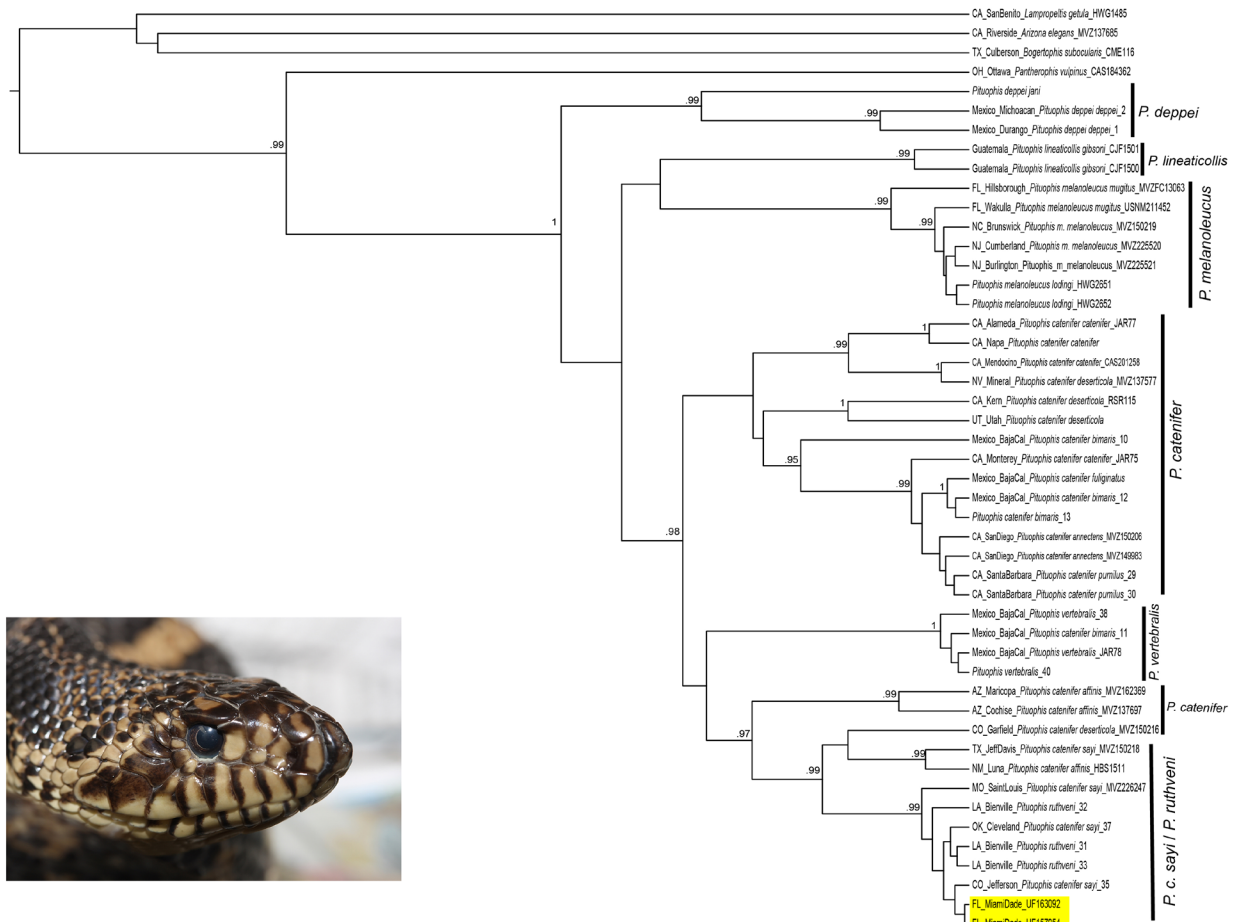 CA_SanBenito_Lampropeltis getula_HWG1485
CA_Riverside_Arizona elegans_MVZ137685
TX_Culberson_Bogertophis subocularis_CME116
OH_Ottawa_Pantherophis vulpinus_CAS184362
Pituophis deppei jani
.99
Mexico_Michoacan_Pituophis deppei deppei_2
P. deppei
.99
Mexico_Durango_Pituophis deppei deppei_1
.99
Guatemala_Pituophis lineaticollis gibsoni_CJF1501
.99
P. lineaticollis
Guatemala_Pituophis lineaticollis gibsoni_CJF1500
FL_Hillsborough_Pituophis melanoleucus mugitus_MVZFC13063
.99
FL_Wakulla_Pituophis melanoleucus mugitus_USNM211452
1
.99
NC_Brunswick_Pituophis m. melanoleucus_MVZ150219
NJ_Cumberland_Pituophis m. melanoleucus_MVZ225520
P. melanoleucus
NJ_Burlington_Pituophis_m_melanoleucus_MVZ225521
Pituophis melanoleucus lodingi_HWG2651
Pituophis melanoleucus lodingi_HWG2652
CA_Alameda_Pituophis catenifer catenifer_JAR77
1
CA_Napa_Pituophis catenifer catenifer
.99
CA_Mendocino_Pituophis catenifer catenifer_CAS201258
1
NV_Mineral_Pituophis catenifer deserticola_MVZ137577
CA_Kern_Pituophis catenifer deserticola_RSR115
1
UT_Utah_Pituophis catenifer deserticola
Mexico_BajaCal_Pituophis catenifer bimaris_10
P. catenifer
.95
CA_Monterey_Pituophis catenifer catenifer_JAR75
.99
Mexico_BajaCal_Pituophis catenifer fuliginatus
1
Mexico_BajaCal_Pituophis catenifer bimaris_12
Pituophis catenifer bimaris_13
.98
CA_SanDiego_Pituophis catenifer annectens_MVZ150206
CA_SanDiego_Pituophis catenifer annectens_MVZ149983
CA_SantaBarbara_Pituophis catenifer pumilus_29
CA_SantaBarbara_Pituophis catenifer pumilus_30
Mexico_BajaCal_Pituophis vertebralis_38
1
Mexico_BajaCal_Pituophis catenifer bimaris_11
P. vertebralis
Mexico_BajaCal_Pituophis vertebralis_JAR78
Pituophis vertebralis_40
AZ_Maricopa_Pituophis catenifer affinis_MVZ162369
.99
P. catenifer
AZ_Cochise_Pituophis catenifer affinis_MVZ137697
.97
CO_Garfield_Pituophis catenifer deserticola_MVZ150216
TX_JeffDavis_Pituophis catenifer sayi_MVZ150218
.99
NM_Luna_Pituophis catenifer affinis_HBS1511
.99
MO_SaintLouis_Pituophis catenifer sayi_MVZ226247
.99
LA_Bienville_Pituophis ruthveni_32
P. c. sayi / P. ruthveni
OK_Cleveland_Pituophis catenifer sayi_37
LA_Bienville_Pituophis ruthveni_31
LA_Bienville_Pituophis ruthveni_33
CO_Jefferson_Pituophis catenifer sayi_35
FL_MiamiDade_UF163092